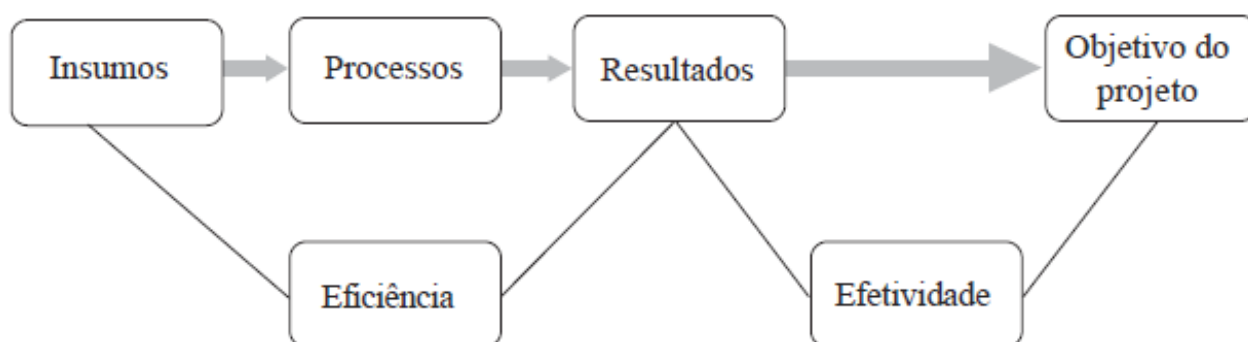 Insumos
Processos
Resultados
Objetivo do
projeto
Eficiência
Efetividade